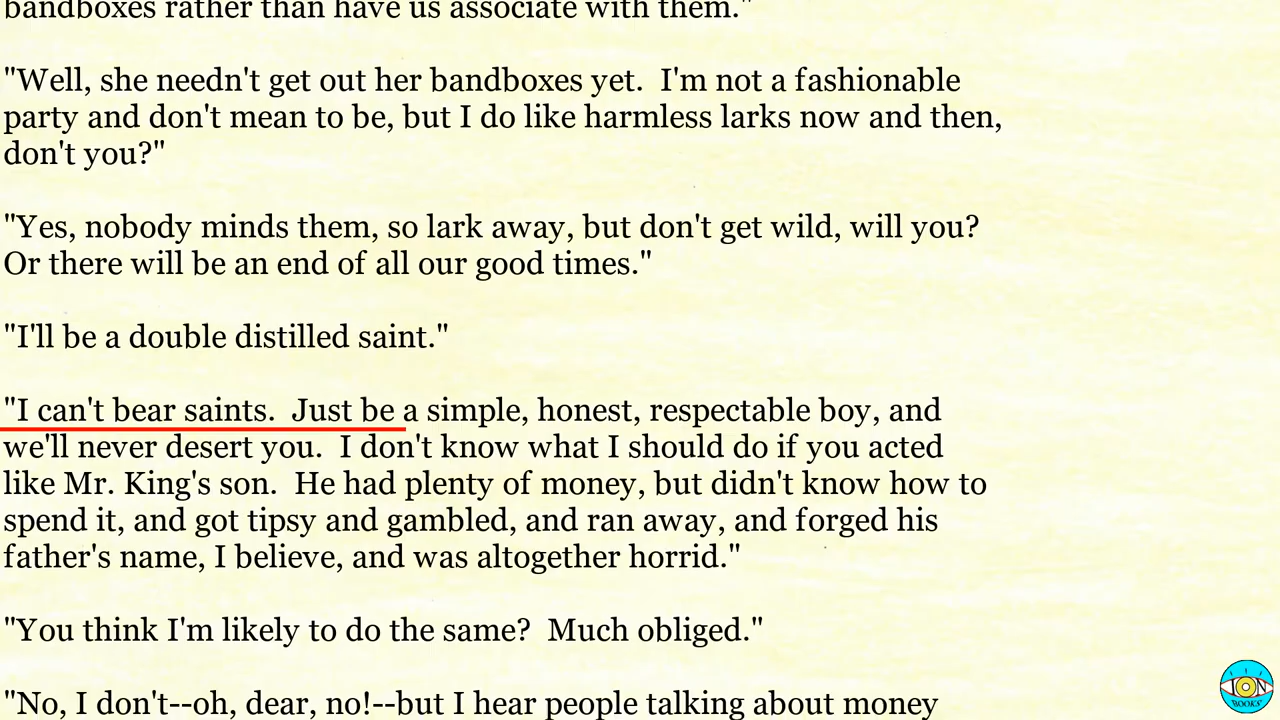 bandboxes rather than have us associate with them."
"Well, she needn't get out her bandboxes yet.  I'm not a fashionable
party and don't mean to be, but I do like harmless larks now and then,
don't you?"
"Yes, nobody minds them, so lark away, but don't get wild, will you?
Or there will be an end of all our good times."
"I'll be a double distilled saint."
"I can't bear saints.  Just be a simple, honest, respectable boy, and
we'll never desert you.  I don't know what I should do if you acted
like Mr. King's son.  He had plenty of money, but didn't know how to
spend it, and got tipsy and gambled, and ran away, and forged his
father's name, I believe, and was altogether horrid."
"You think I'm likely to do the same?  Much obliged."
"No, I don't--oh, dear, no!--but I hear people talking about money
ION
BOOKS